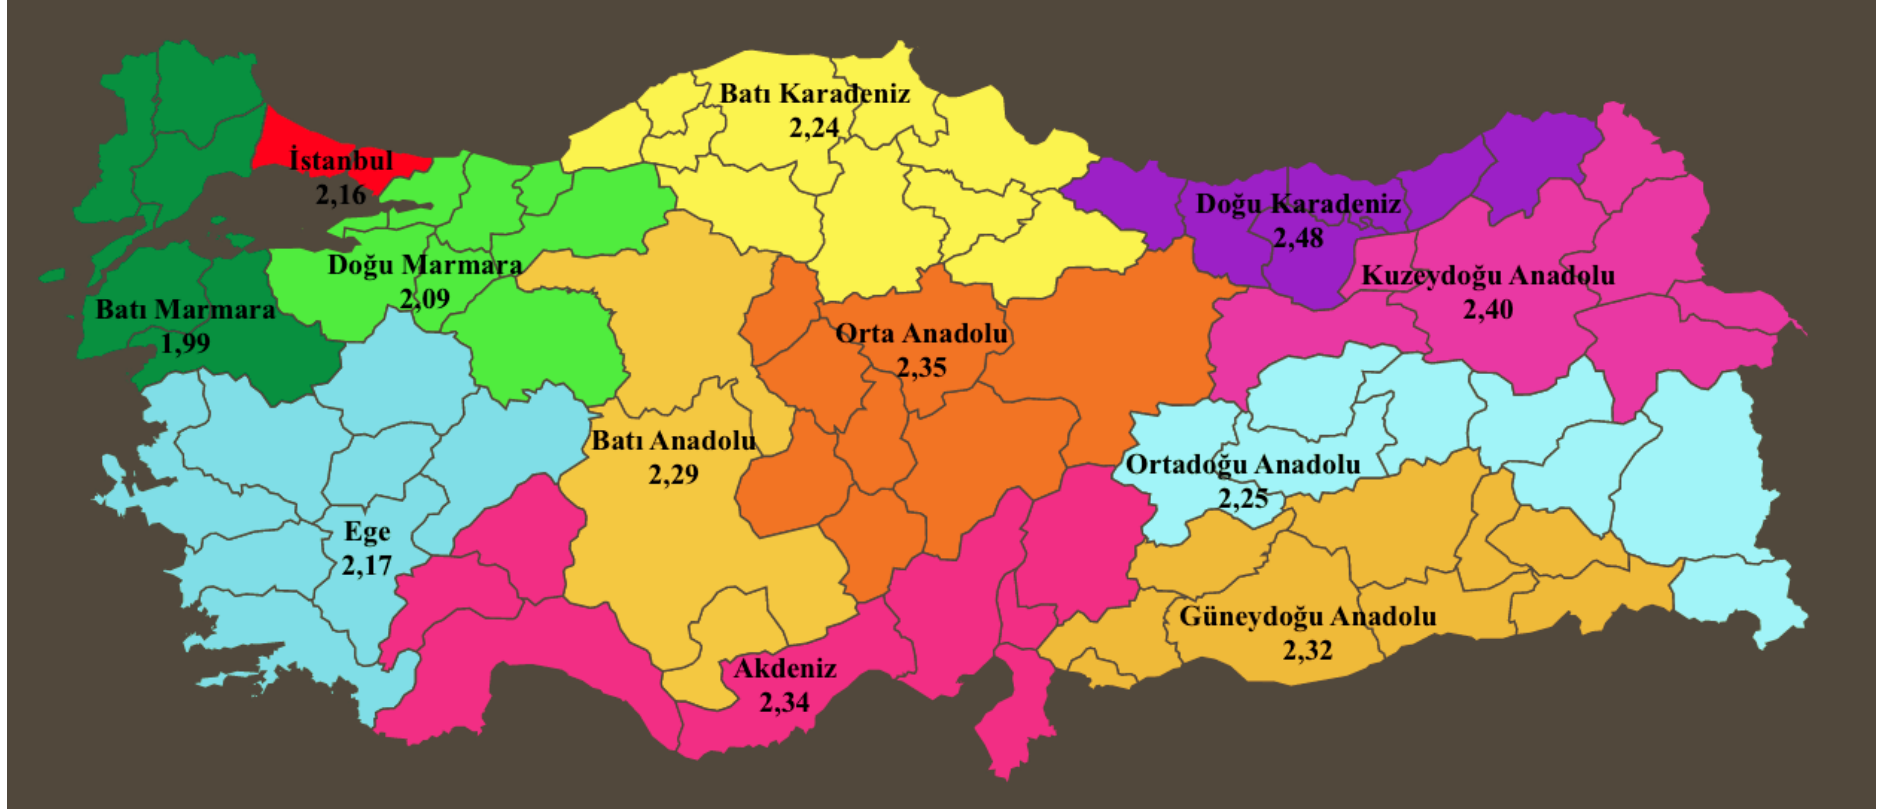 Batı Karadeniz
2,24
İstanbul
2,16
Doğu Karadeniz
2,48
Doğu Marmara
2,09
Kuzeydoğu Anadolu
2,40
Batı Marmara
1,99
Orta Anadolu
2,35
Batı Anadolu
2,29
Ortadoğu Anadolu
2,25
Ege
2,17
Güneydoğu Anadolu
2,32
Akdeniz
2,34